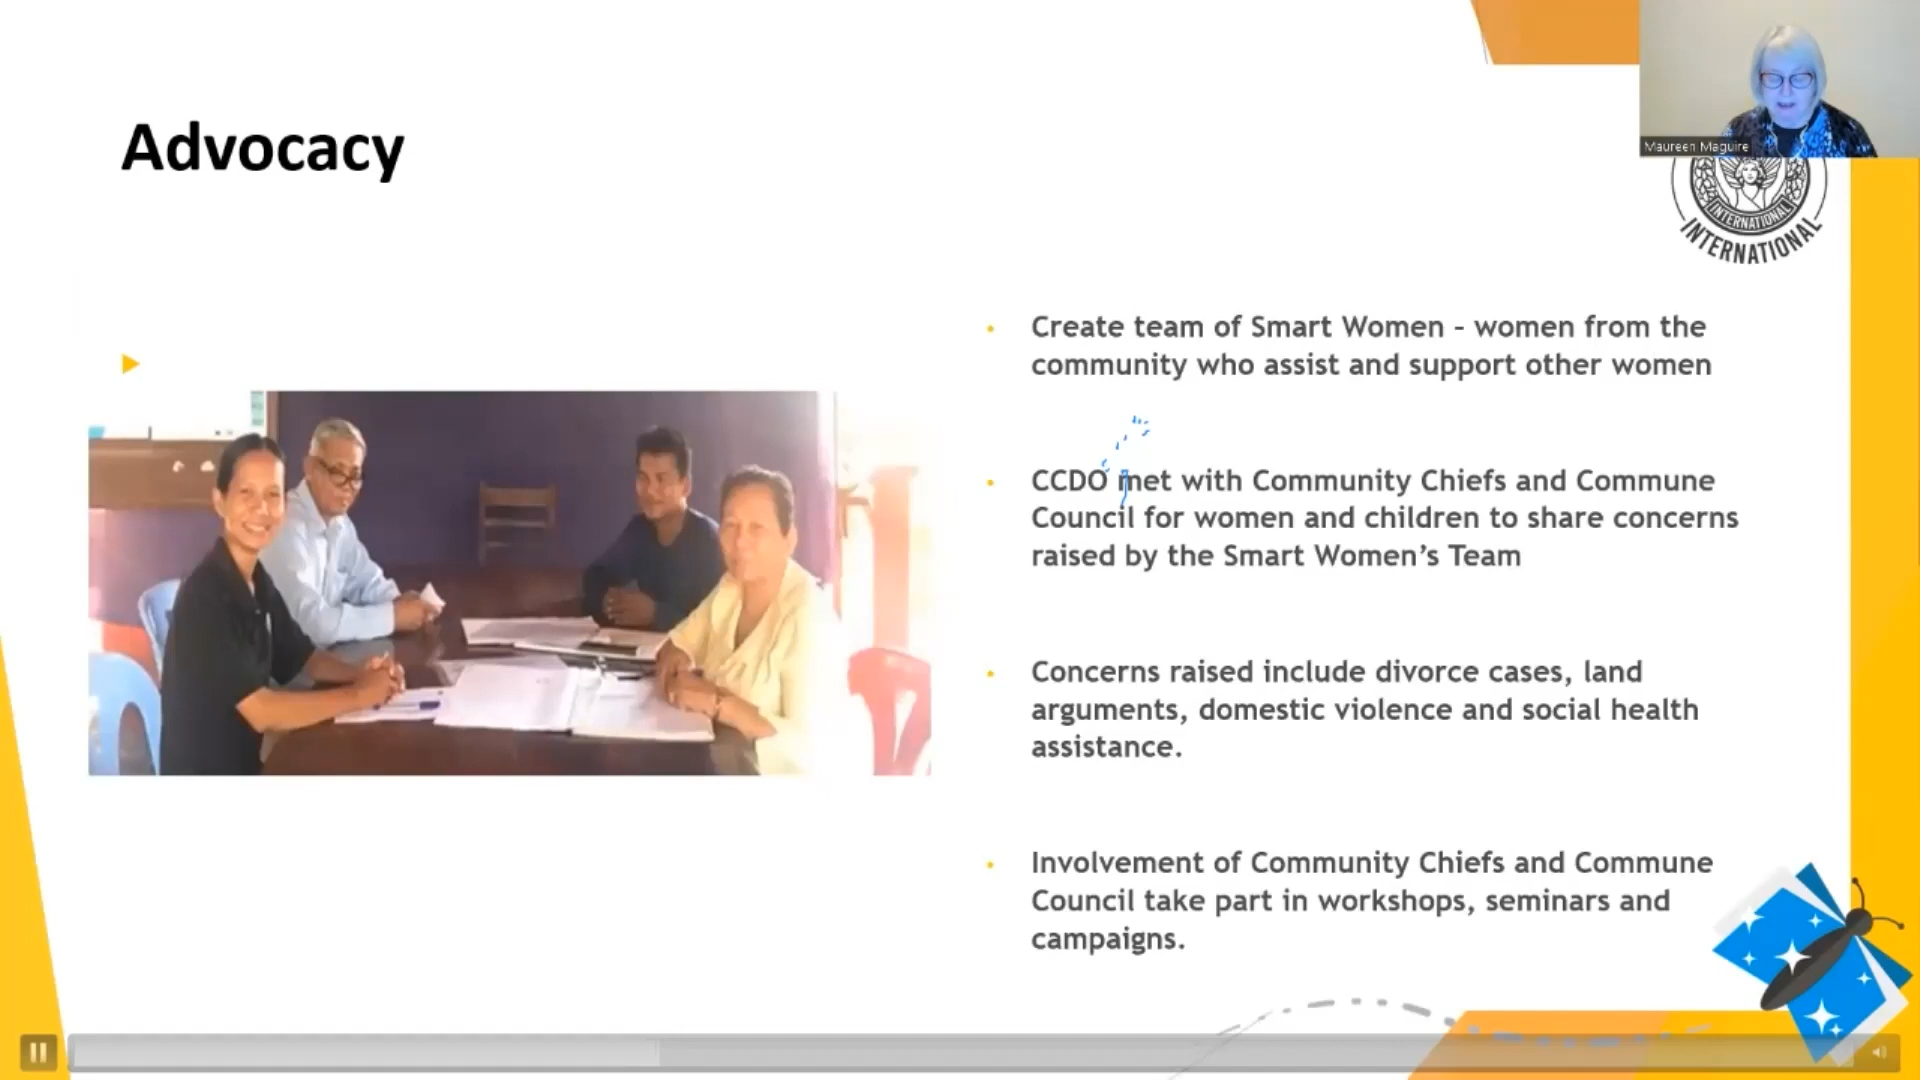 Maureen Maguire
Advocacy
INTERNATIONAL
INTERNATIONAL
Create team of Smart Women – women from the
community who assist and support other women
CCDO met with Community Chiefs and Commune
Council for women and children to share concerns
raised by the Smart Women's Team
Concerns raised include divorce cases, land
arguments, domestic violence and social health
assistance.
Involvement of Community Chiefs and Commune
Council take part in workshops, seminars and
campaigns.